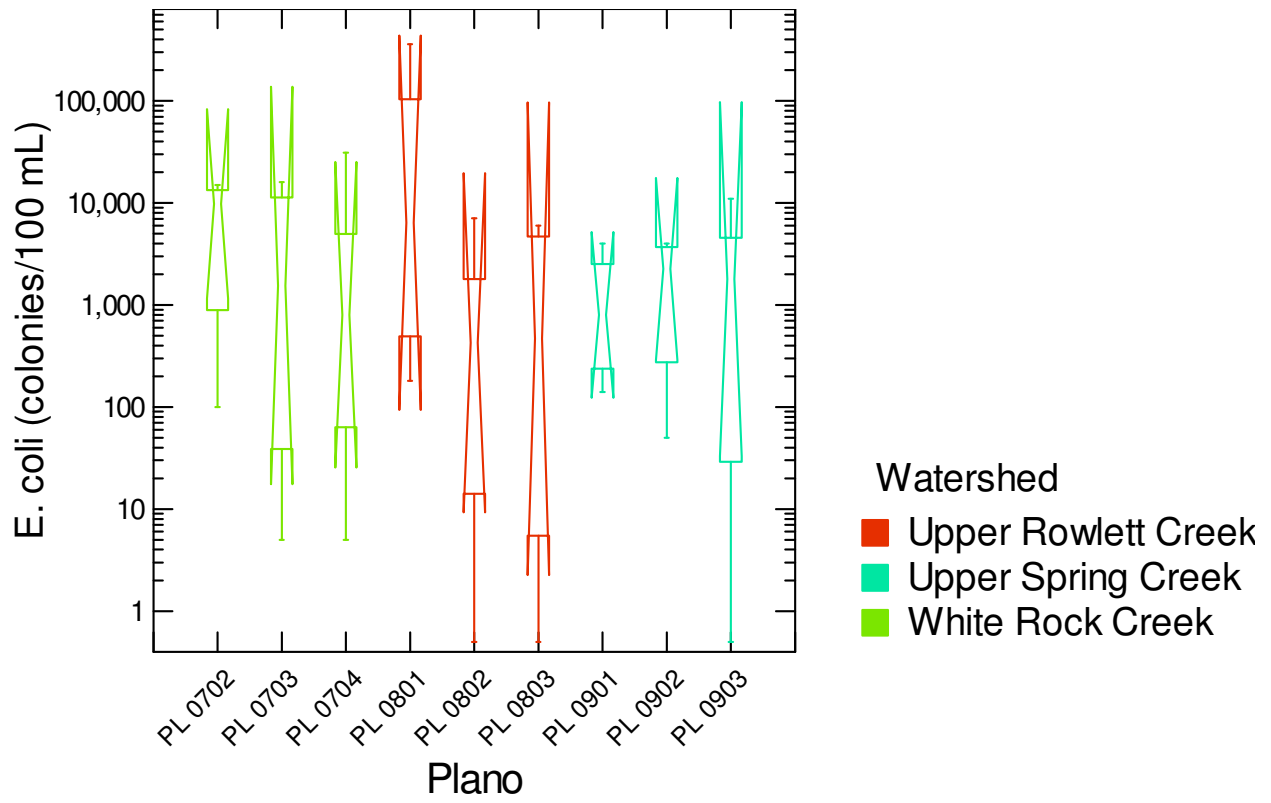 E. coli (colonies/100 mL)
100,000
10,000
1,000
100
10
1
PL 0702
PL 0703
PL 0704
PL 0801
PL 0802
PL 0803
PL 0901
PL 0902
PL 0903
Plano
Watershed
Upper Rowlett Creek
Upper Spring Creek
White Rock Creek